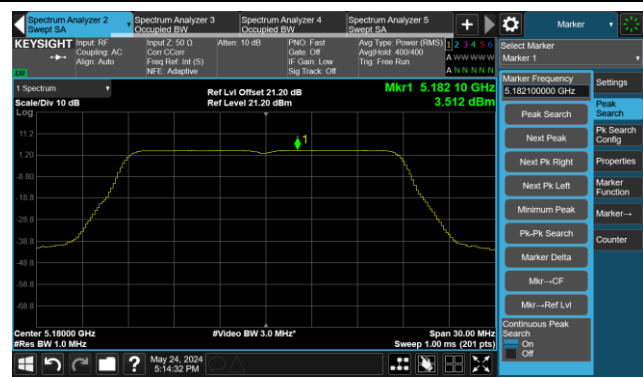 Spectrum Analyzer 2
Swept SA
Spectrum Analyzer 3
Occupied BW
Spectrum Analyzer 4
Occupied BW
Spectrum Analyzer 5
Swept SA
+
Marker
KEYSIGHT
Input: RF
Coupling: AC
Align: Auto
Input Z: 50 Ω
Corr CCorr
Freq Ref: Int (S)
NFE: Adaptive
Atten: 10 dB
PNO: Fast
Gate: Off
IF Gain: Low
Sig Track: Off
Avg Type: Power (RMS)
Avg|Hold: 400/400
Trig: Free Run
1 2 3 4 5 6
A W W W W W
A N N N N N
Select Marker
Marker 1
1 Spectrum
Scale/Div 10 dB
Log
Ref Lvl Offset 21.20 dB
Ref Level 21.20 dBm
Mkr1 5.182 10 GHz
3.512 dBm
11.2
1.20
-8.80
-18.8
-28.8
-38.8
-48.8
-58.8
-68.8
1
Center 5.18000 GHz
#Res BW 1.0 MHz
#Video BW 3.0 MHz*
Span 30.00 MHz
Sweep 1.00 ms (201 pts)
Marker Frequency
5.182100000 GHz
Peak Search
Next Peak
Next Pk Right
Next Pk Left
Minimum Peak
Pk-Pk Search
Marker Delta
Mkr→CF
Mkr→Ref Lvl
Continuous Peak
Search
On
Off
Settings
Peak
Search
Pk Search
Config
Properties
Marker
Function
Marker→
Counter
?
May 24, 2024
5:14:32 PM